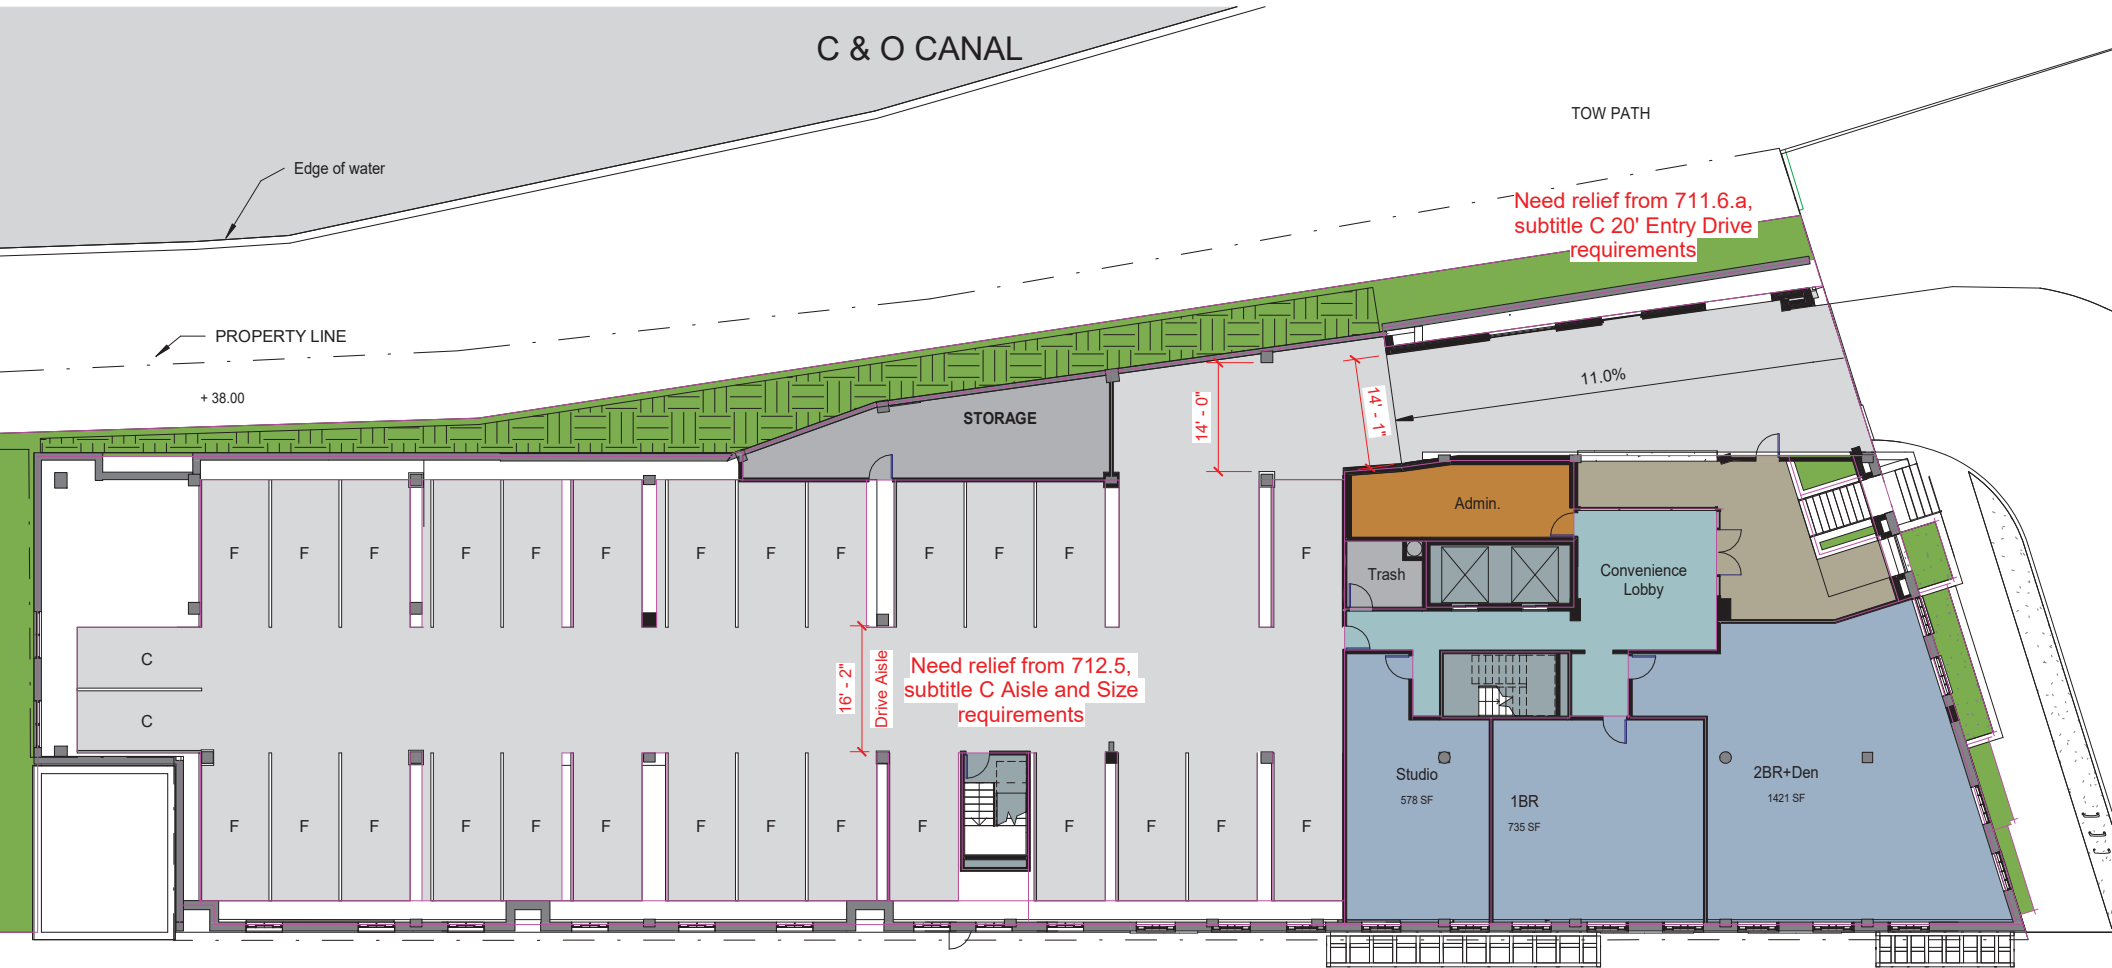 C & O CANAL
TOW PATH
Edge of water
Need relief from 711.6.a,
subtitle C 20' Entry Drive
requirements
PROPERTY LINE
+ 38.00
11.0%
14' - 0"
14' - 1"
STORAGE
Admin.
F F F F F F F F F F F F F
Trash
Convenience
Lobby
C
16' - 2"
Drive Aisle
Need relief from 712.5,
subtitle C Aisle and Size
requirements
C
Studio
578 SF
1BR
735 SF
2BR+Den
1421 SF
F F F F F F F F F F F F F F